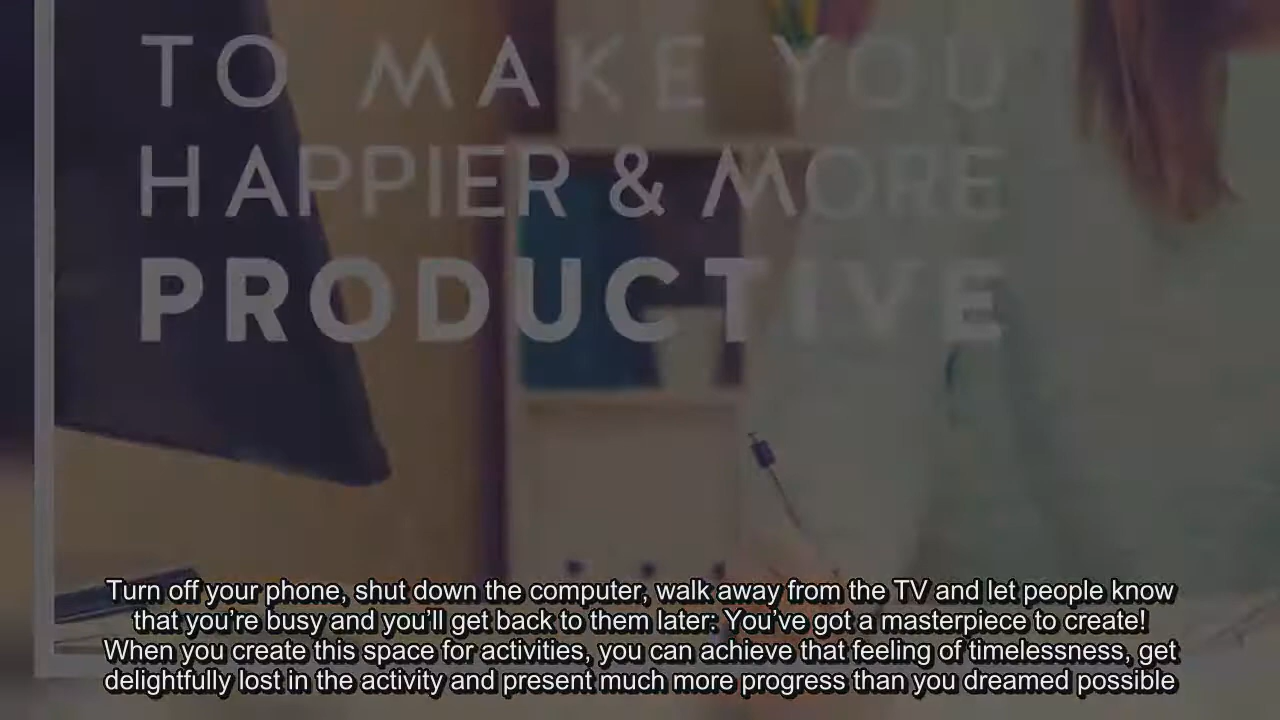 TO MAKE YOU
HAPPIER & MORE
PRODUCTIVE
Turn off your phone, shut down the computer, walk away from the TV and let people know
that you’re busy and you’ll get back to them later: You’ve got a masterpiece to create!
When you create this space for activities, you can achieve that feeling of timelessness, get
delightfully lost in the activity and present much more progress than you dreamed possible